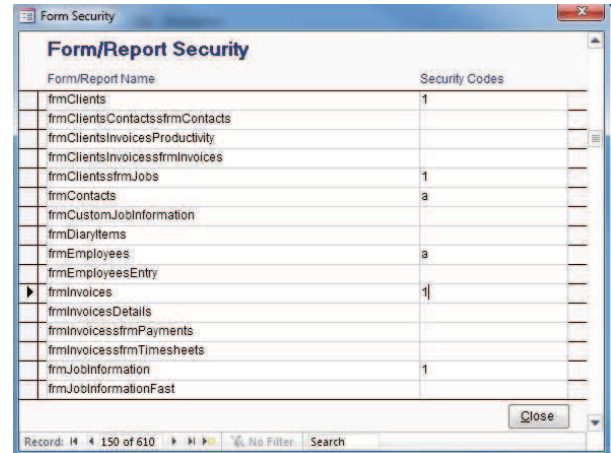 Form Security
Form/Report Security
Form/Report Name Security Codes
frmClients 1
frmClientsContactssfrmContacts
frmClientsInvoicesProductivity
frmClientsInvoicessfrmInvoices
frmClientssfrmJobs 1
frmContacts a
frmCustomJobInformation
frmDiaryItems
frmEmployees a
frmEmployeesEntry
frmInvoices 1
frmInvoicesDetails
frmInvoicessfrmPayments
frmInvoicessfrmTimesheets
frmJobInformation 1
frmJobInformationFast
Close
Record: 150 of 610 No Filter Search